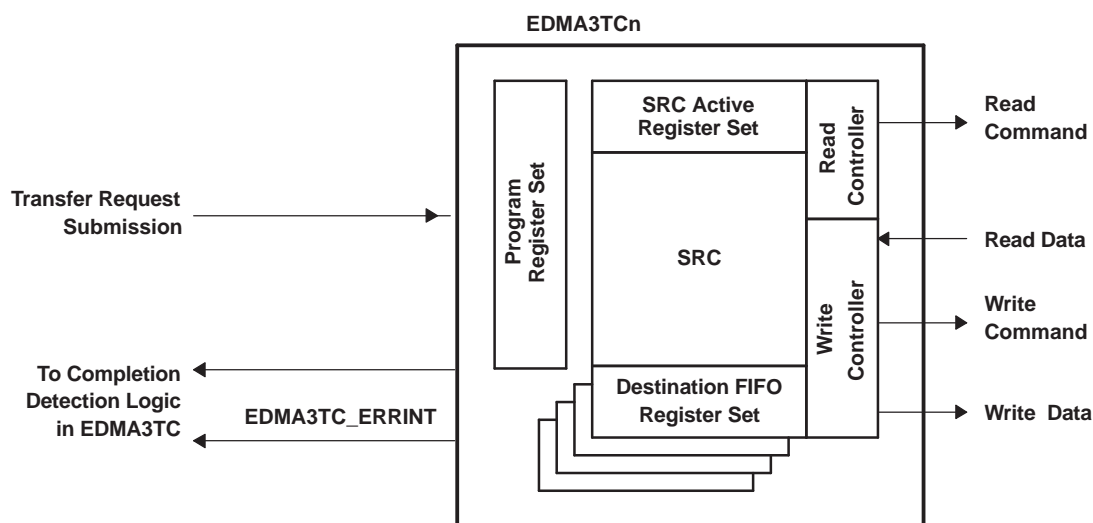 EDMA3TCn
SRC Active
Register Set
Read
Controller
Read
Command
Program
Register Set
Transfer Request
Submission
SRC
Read Data
Write
Controller
Write
Command
To Completion
Detection Logic
in EDMA3TC
EDMA3TC_ERRINT
Destination FIFO
Register Set
Write Data